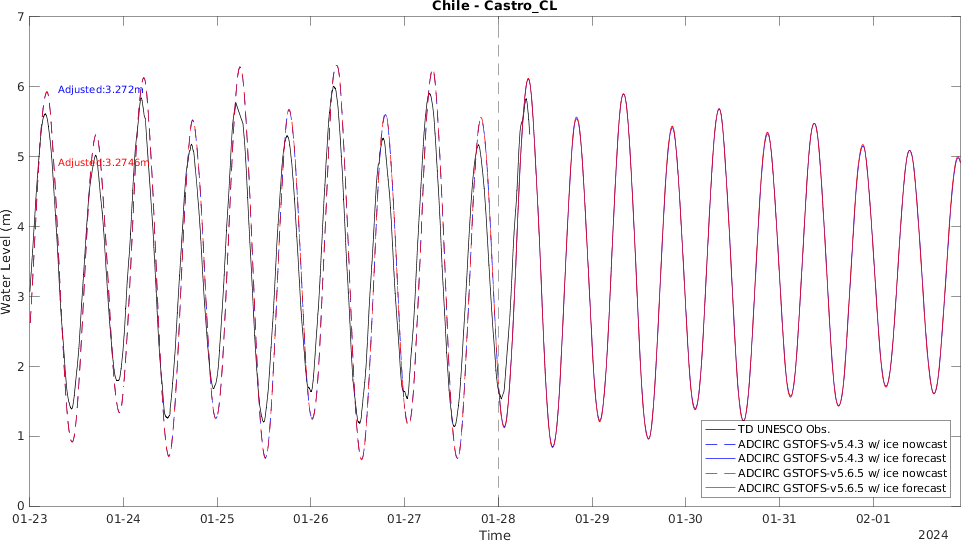 Chile - Castro_CL
7
6
5
4
3
2
1
0
Water Level (m)
Adjusted:3.272m
Adjusted:3.2746m
TD UNESCO Obs.
ADCIRC GSTOFS-v5.4.3 w/ ice nowcast
ADCIRC GSTOFS-v5.4.3 w/ ice forecast
ADCIRC GSTOFS-v5.6.5 w/ ice nowcast
ADCIRC GSTOFS-v5.6.5 w/ ice forecast
01-23 01-24 01-25 01-26 01-27 01-28 01-29 01-30 01-31 02-01
Time
2024